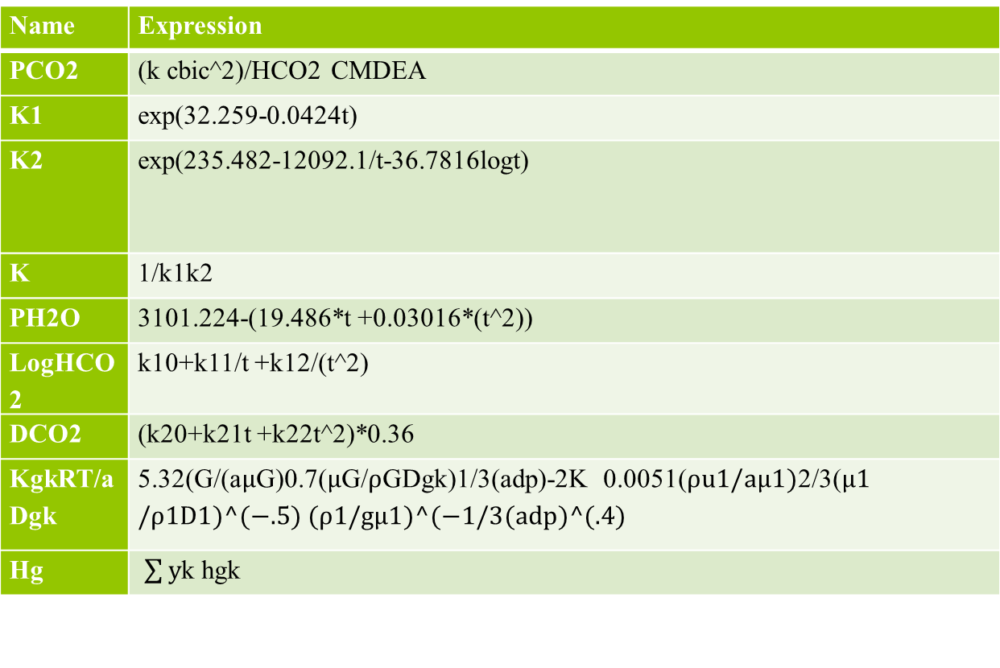 Name Expression
PCO2 (k cbic^2)/HCO2 CMDEA
K1 exp(32.259-0.0424t)
K2 exp(235.482-12092.1/t-36.7816logt)
K 1/k1k2
PH2O 3101.224-(19.486*t +0.03016*(t^2))
LogHCO k10+k11/t +k12/(t^2)
2
DCO2 (k20+k21t +k22t^2)*0.36
KgkRT/a 5.32(G/(aμG)0.7(μG/ρGDgk)1/3(adp)-2K 0.0051(ρu1/aμ1)2/3(μ1
Dgk /ρ1D1)^(−.5) (ρ1/gμ1)^(−1/3(adp)^(.4)
Hg ∑ yk hgk